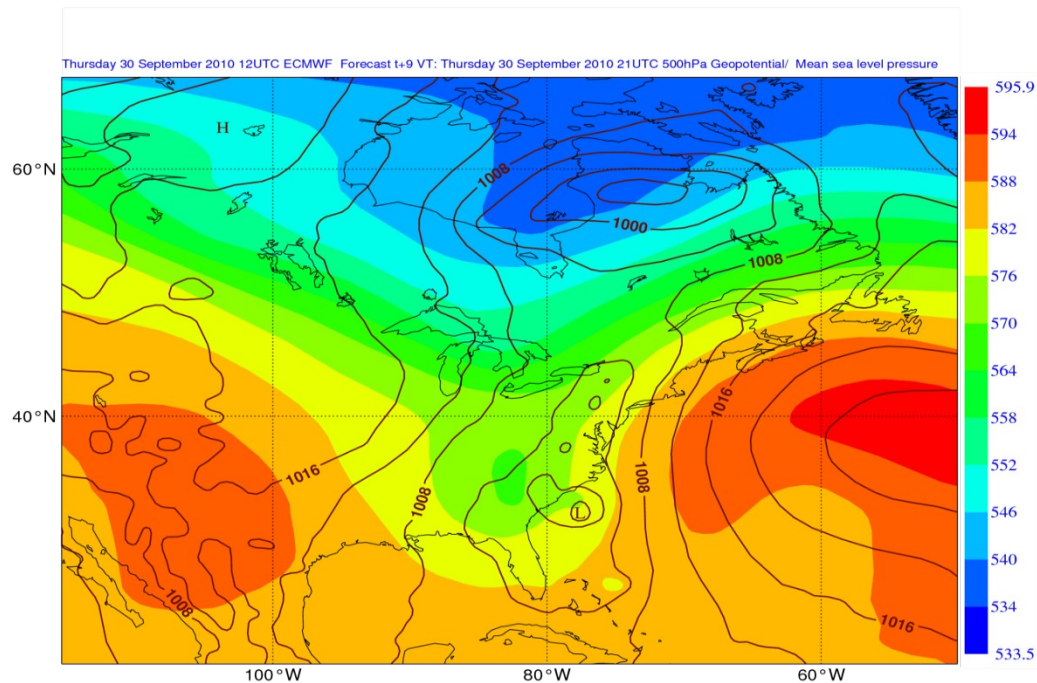 Thursday 30 September 2010 12UTC ECMWF Forecast t+9 VT: Thursday 30 September 2010 21UTC 500hPa Geopotential/ Mean sea level pressure
595.9
594
588
582
576
570
564
558
552
546
540
534
533.5
60°N
40°N
100°W
80°W
60°W
H
1008
1000
1008
1016
1016
1008
1008
L
1008
1016